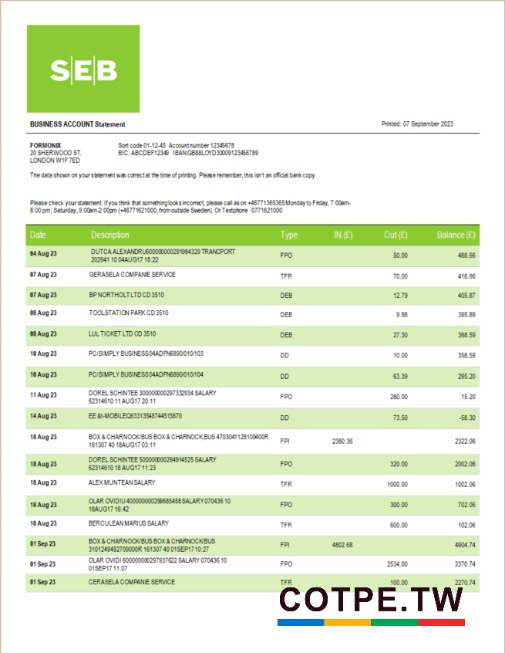 S|E|B
BUSINESS ACCOUNT Statement
Printed: 07 September 2023
FORMONIX
20 SHERWOOD ST.
LONDON W1F7ED
Sort code 01-12-45 Account number 12345678
BIC: ABCDEF12349 IBAN:GB88LOYD30009123456789
The data shown on your statement was correct at the time of printing. Please remember, this isn't an official bank copy.
Please check your statement. If you think that something looks incorrect, please call as on +46771365365 Monday to Friday, 7:00am-
8:00 pm; Saturday, 9:00am-2:00pm (+46771621000, from outside Sweden). Or Textphone 0771621000
Date Description Type IN (£) Out (£) Balance (£)
04 Aug 23 DUTCA ALEXANDRU6000000000291984329 TRANCPORT FPO 50.00 488.66
202941 10 04AUG17 18:22
07 Aug 23 GERASELA COMPANIE SERVICE TFR 70.00 418.66
07 Aug 23 BP NORTHOLT LTD CD 3510 DEB 12.79 405.87
08 Aug 23 TOOLSTATION PARK CD 3510 DEB 9.98 395.89
08 Aug 23 LUL TICKET LTD CD 3510 DEB 27.30 368.59
10 Aug 23 PC/SIMPLY BUSINESS04ADFN6890/010/103 DD 10.00 358.59
10 Aug 23 PC/SIMPLY BUSINESS04ADFN6890/010/104 DD 63.39 295.20
11 Aug 23 DOREL SCHINTEE 300000000297332934 SALARY FPO 280.00 15.20
62314610 11 AUG17 20:11
14 Aug 23 EE &I-MOBILEQ63313548744513870 DD 73.50 -58.30
18 Aug 23 BOX & CHARNOCK/BUS BOX & CHARNOCK,BUS 4703041128109400R FPI 2380.36 2322.06
161307 40 18AUG17 03:11
18 Aug 23 DOREL SCHINTEE 5000000000294914525 SALARY FPO 320.00 2002.06
62314610 18 AUG17 11:23
18 Aug 23 ALEX MUNTEAN SALARY TFR 1000.00 1002.06
18 Aug 23 OLAR OVIDIU 400000000299685458 SALARY 070436 10 FPO 300.00 702.06
18AUG17 16:42
18 Aug 23 BERCULEAN MARIUS SALARY TFR 600.00 102.06
01 Sep 23 BOX & CHARNOCK/BUS BOX & CHARNOCK/BUS FPI 4802.68 4904.74
3101249492709000R 161307 40 01SEP17 10:27
01 Sep 23 OLAR OVIDIU 6000000000297937622 SALARY 070436 10 FPO 2534.00 2370.74
01SEP17 11:07
01 Sep 23 CERASELA COMPANIE SERVICE TFR 100.00 2270.74
COTPE.TW